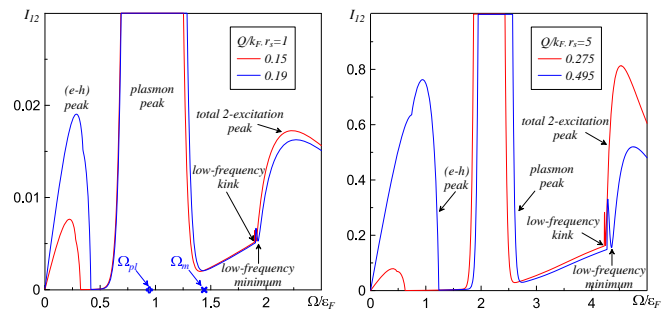 I12
Q/kF. rs=1
0.15
0.19
(e-h)
peak
plasmon
peak
total 2-excitation
peak
low-frequency
kink
low-frequency
minimum
Ωpl
Ωm
0.02
0.01
0
0
0.5
1
1.5
2
Ω/εF
I12
Q/kF. rs=5
0.275
0.495
total 2-excitation
peak
(e-h)
peak
plasmon
peak
low-frequency
kink
low-frequency
minimum
0.8
0.6
0.4
0.2
0
0
1
2
3
4
Ω/εF